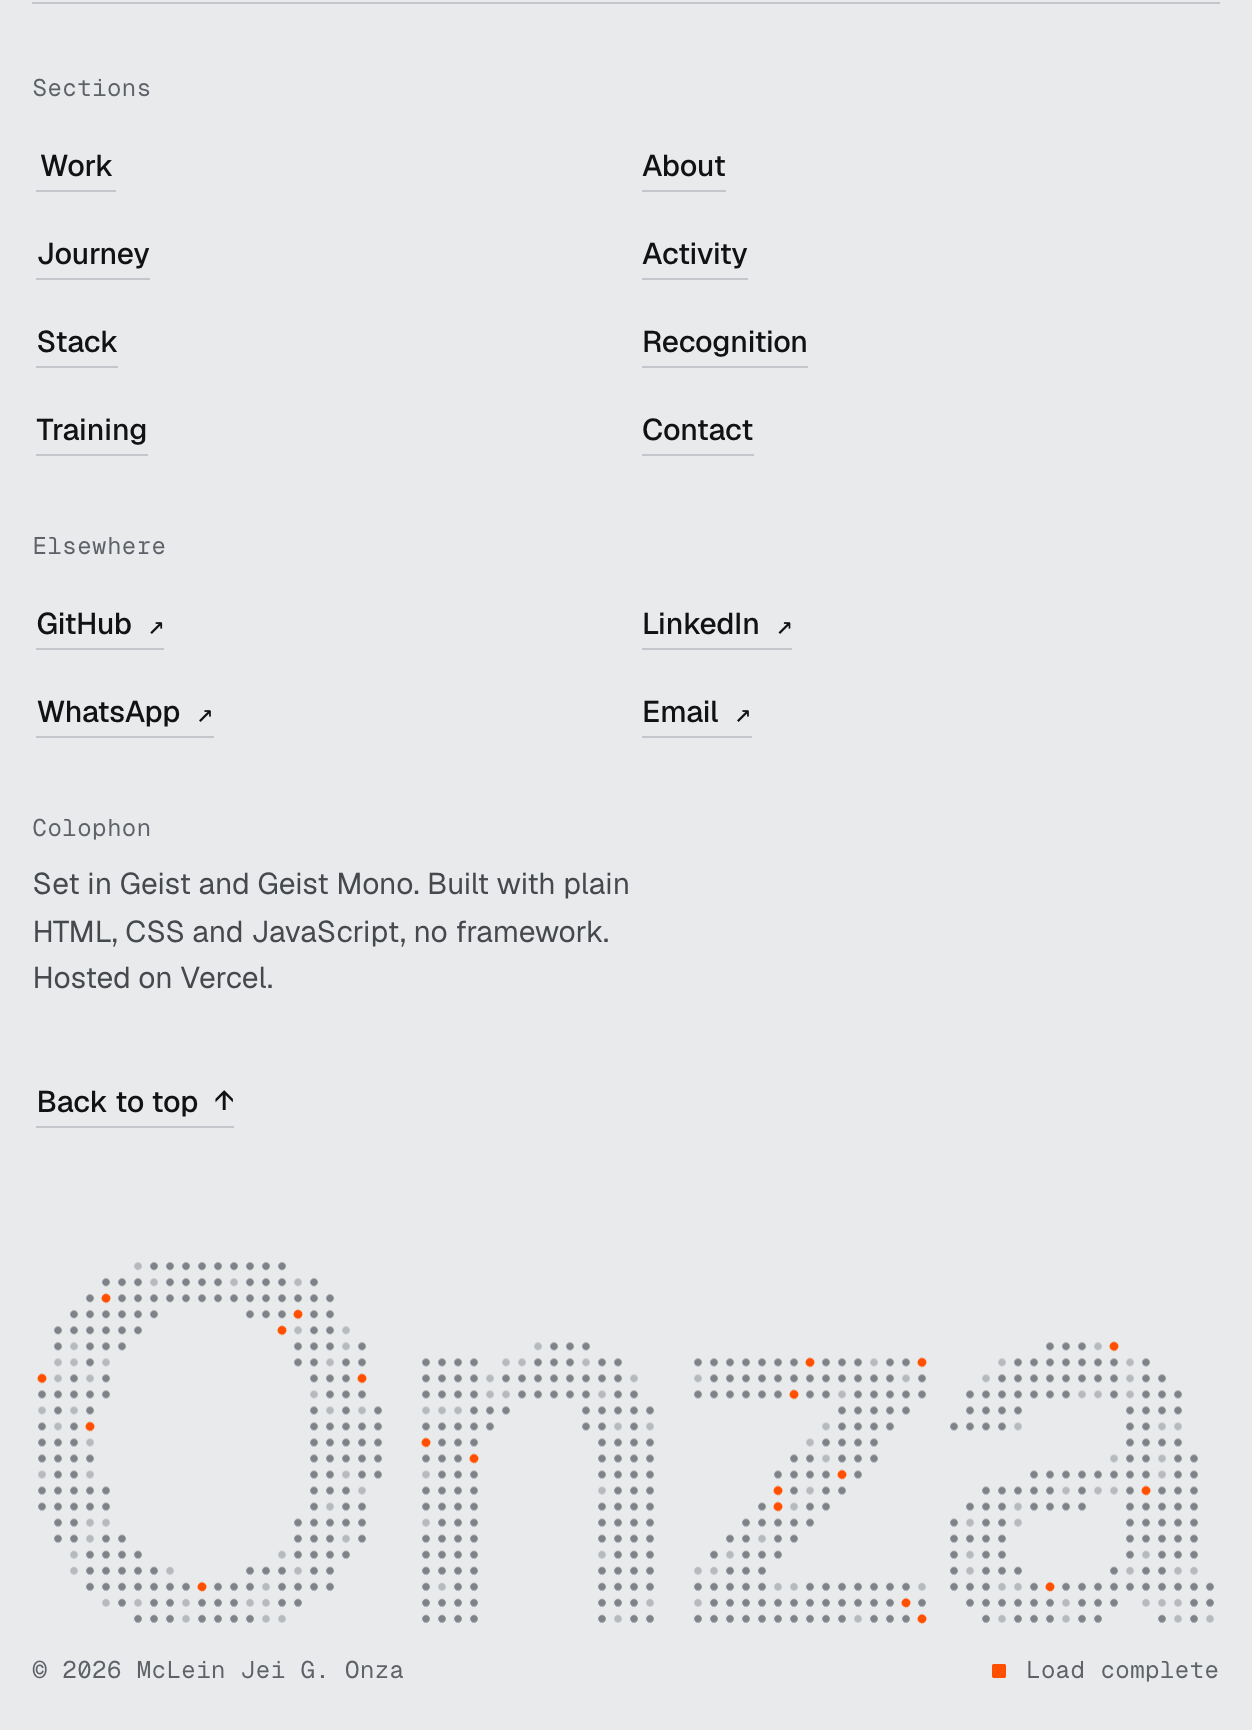 Sections
Work
About
Journey
Activity
Stack
Recognition
Training
Contact
Elsewhere
GitHub ↗
LinkedIn ↗
WhatsApp ↗
Email ↗
Colophon
Set in Geist and Geist Mono. Built with plain
HTML, CSS and JavaScript, no framework.
Hosted on Vercel.
Back to top ↑
Onza
© 2026 McLein Jei G. Onza
Load complete